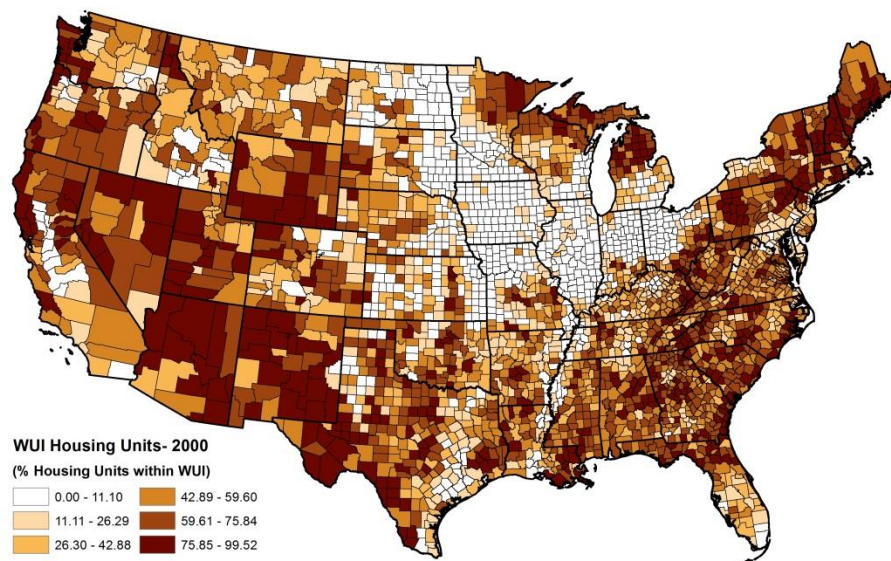 WUI Housing Units- 2000
(% Housing Units within WUI)
0.00 - 11.10
42.89 - 59.60
11.11 - 26.29
59.61 - 75.84
26.30 - 42.88
75.85 - 99.52